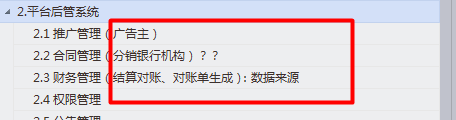 2.平台后管系统
2.1 推广管理（广告主）
2.2 合同管理（分销银行机构）？？
2.3 财务管理（结算对账、对账单生成）：数据来源
2.4 权限管理